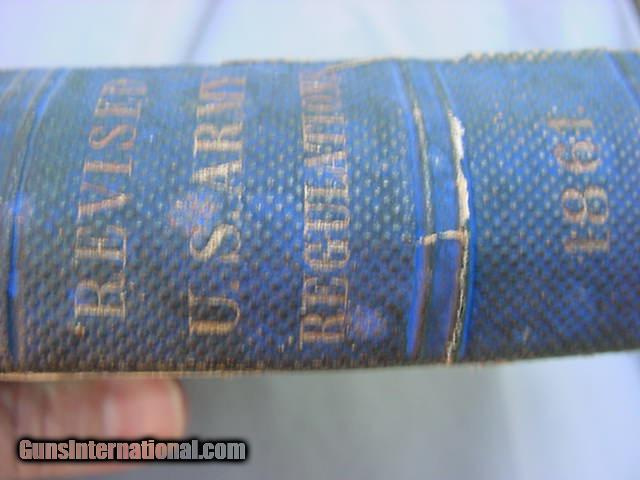 REVISED
U.S. ARMY
REGULATIONS
1861.
GunsInternational.com